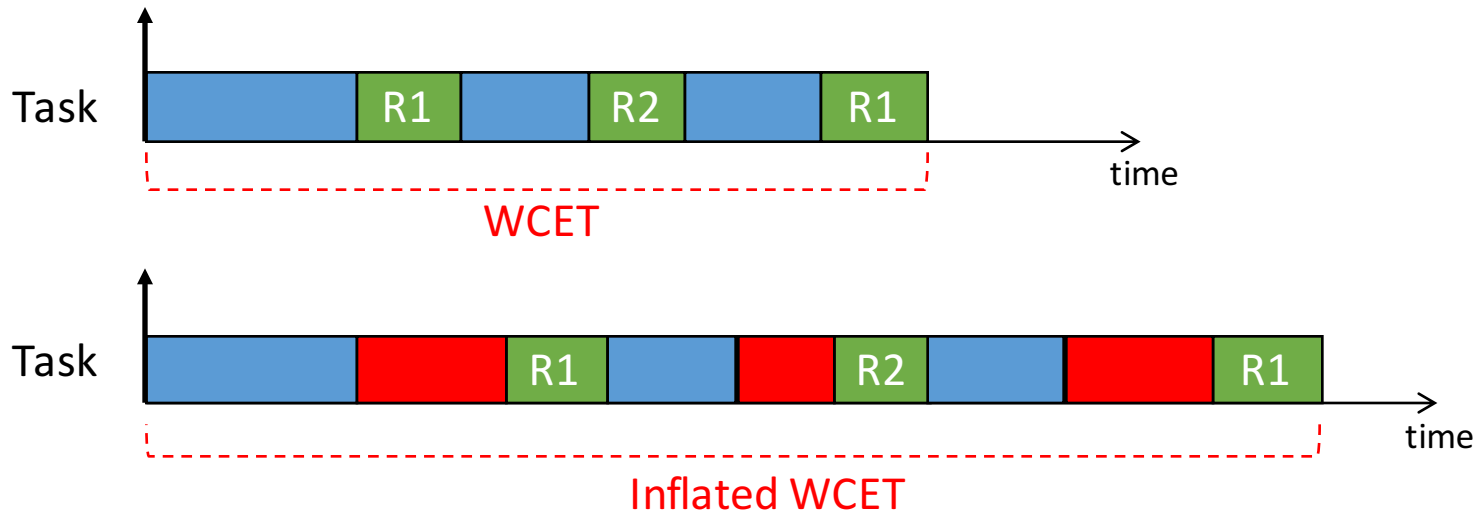 Task
R1 R2 R1
time
WCET
Task
R1 R2 R1
time
Inflated WCET